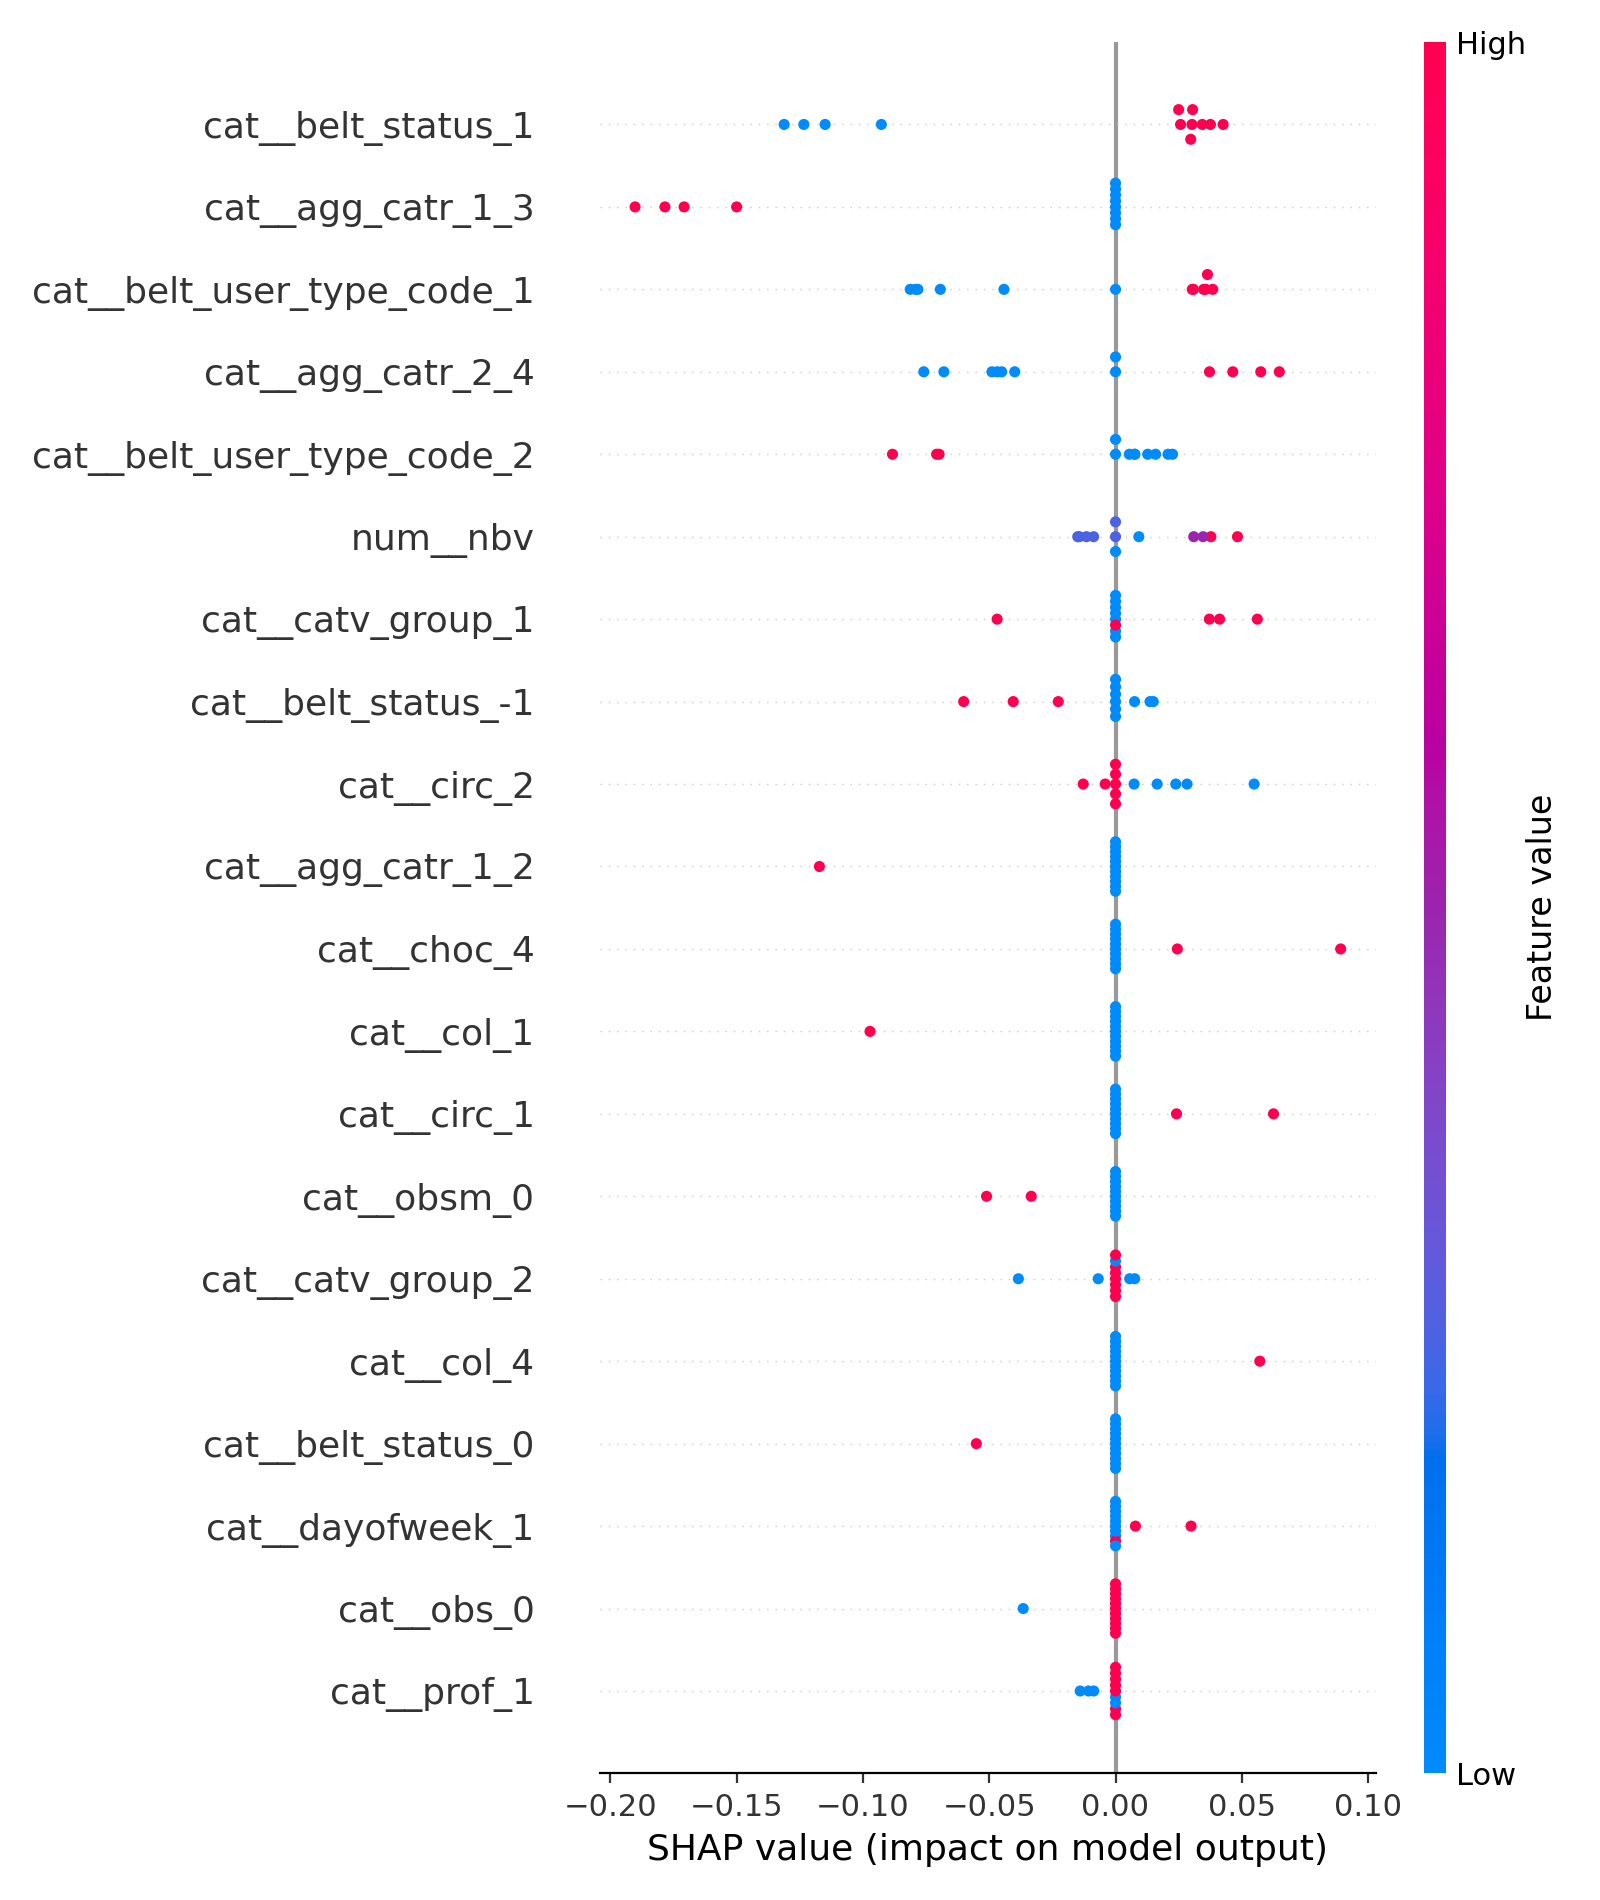 High
cat__belt_status_1
cat__agg_catr_1_3
cat__belt_user_type_code_1
cat__agg_catr_2_4
cat__belt_user_type_code_2
num__nbv
cat__catv_group_1
cat__belt_status_-1
cat__circ_2
cat__agg_catr_1_2
cat__choc_4
cat__col_1
cat__circ_1
cat__obsm_0
cat__catv_group_2
cat__col_4
cat__belt_status_0
cat__dayofweek_1
cat__obs_0
cat__prof_1
Feature value
Low
−0.20 −0.15 −0.10 −0.05 0.00 0.05 0.10
SHAP value (impact on model output)